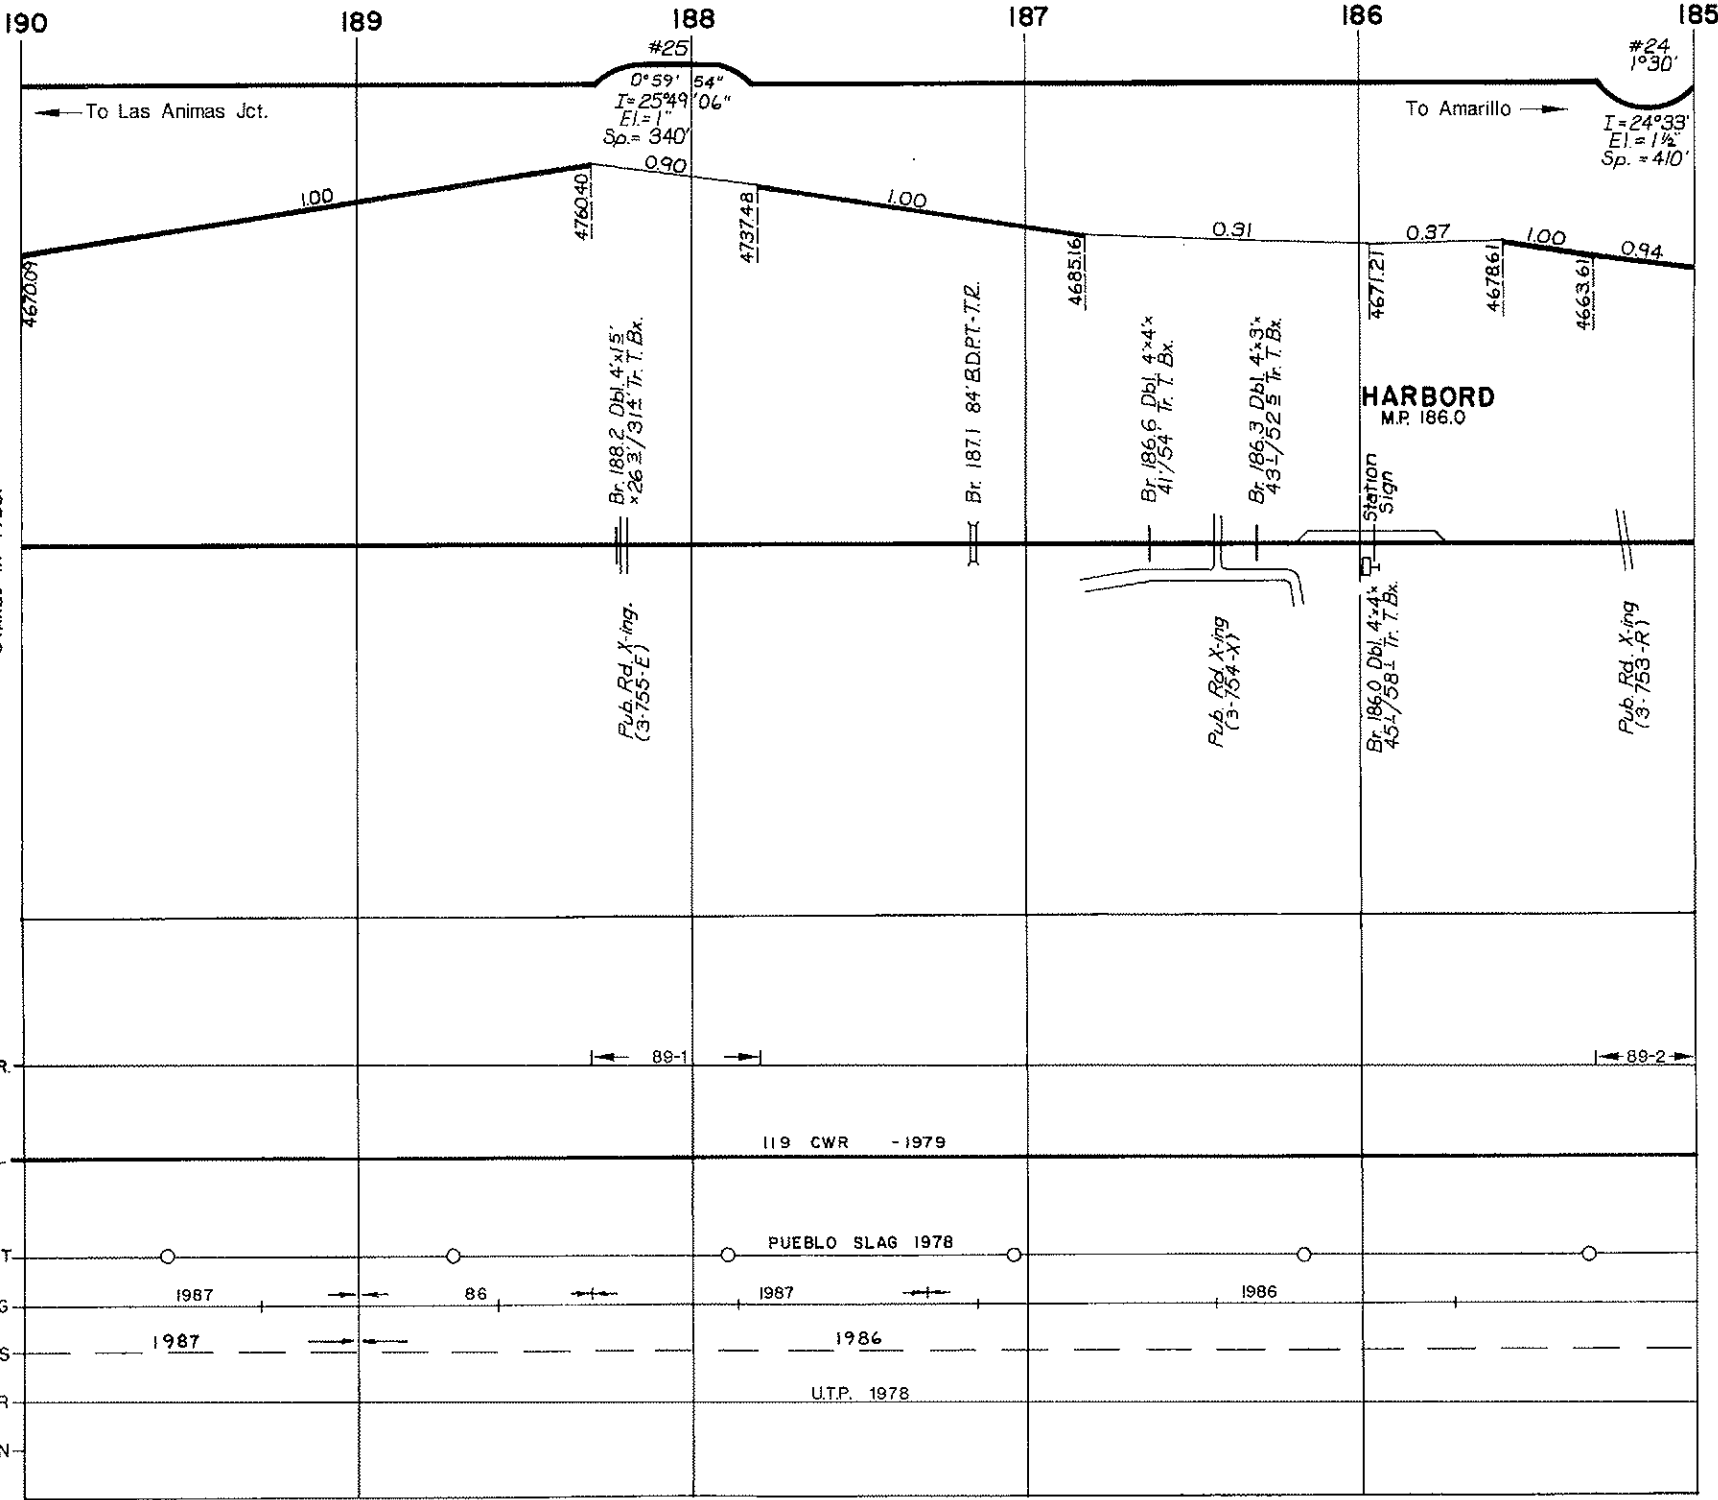 190 189 188 187 186 185
#25
0°59' 54"
I=25°49'06"
El.=1"
Sp.= 340'
#24
1°30'
I=24°33'
El=1½"
Sp.=410'
To Las Animas Jct.
To Amarillo
1.00 0.90 1.00 0.31 0.37 1.00 0.94
4670.09
4760.40
4737.48
4685.16
4671.21
4678.61
4663.61
Br. 188.2 Dbl. 4'x15'
Tr. T. Bx.
Br. 187.1 84' B.D.P.T.-T.R.
Br. 186.6 Dbl. 4'x4'x
41'/54' Tr. T. Bx.
Br. 186.3 Dbl. 4'x3'x
Tr. T. Bx.
HARBORD
M.P. 186.0
Station
Sign
Pub. Rd. X-ing.
(3-755-E)
Pub. Rd. X-ing
(3-754-X)
Br. 186.0 Dbl. 4'x4'x
Tr. T. Bx.
Pub. Rd. X-ing
(3-753-R)
R.
89-1
89-2
119 CWR -1979
T
PUEBLO SLAG 1978
G
1987 86 1987 1986
S
1987 1986
R
U.T.P. 1978
N